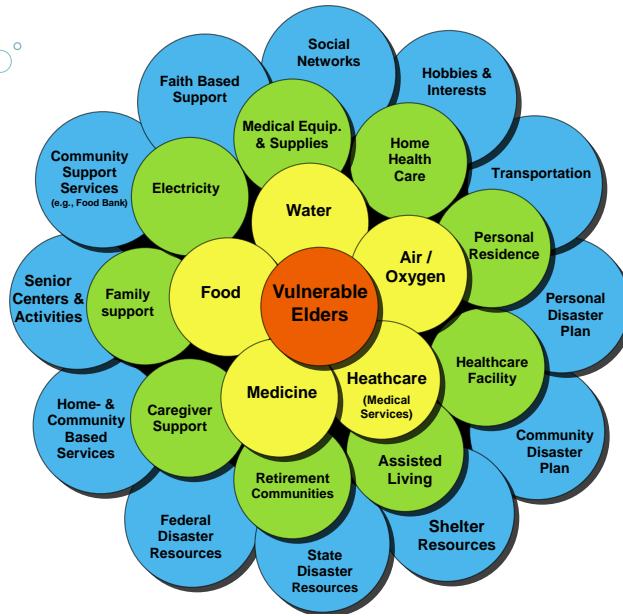 Social
Networks
Hobbies &
Interests
Faith Based
Support
Medical Equip.
& Supplies
Home
Health
Care
Community
Support
Services
(e.g., Food Bank)
Electricity
Transportation
Water
Personal
Residence
Air /
Oxygen
Senior
Centers &
Activities
Family
support
Food
Vulnerable
Elders
Personal
Disaster
Plan
Healthcare
Facility
Heathcare
(Medical
Services)
Medicine
Home- &
Community
Based
Services
Caregiver
Support
Community
Disaster
Plan
Assisted
Living
Retirement
Communities
Federal
Disaster
Resources
State
Disaster
Resources
Shelter
Resources